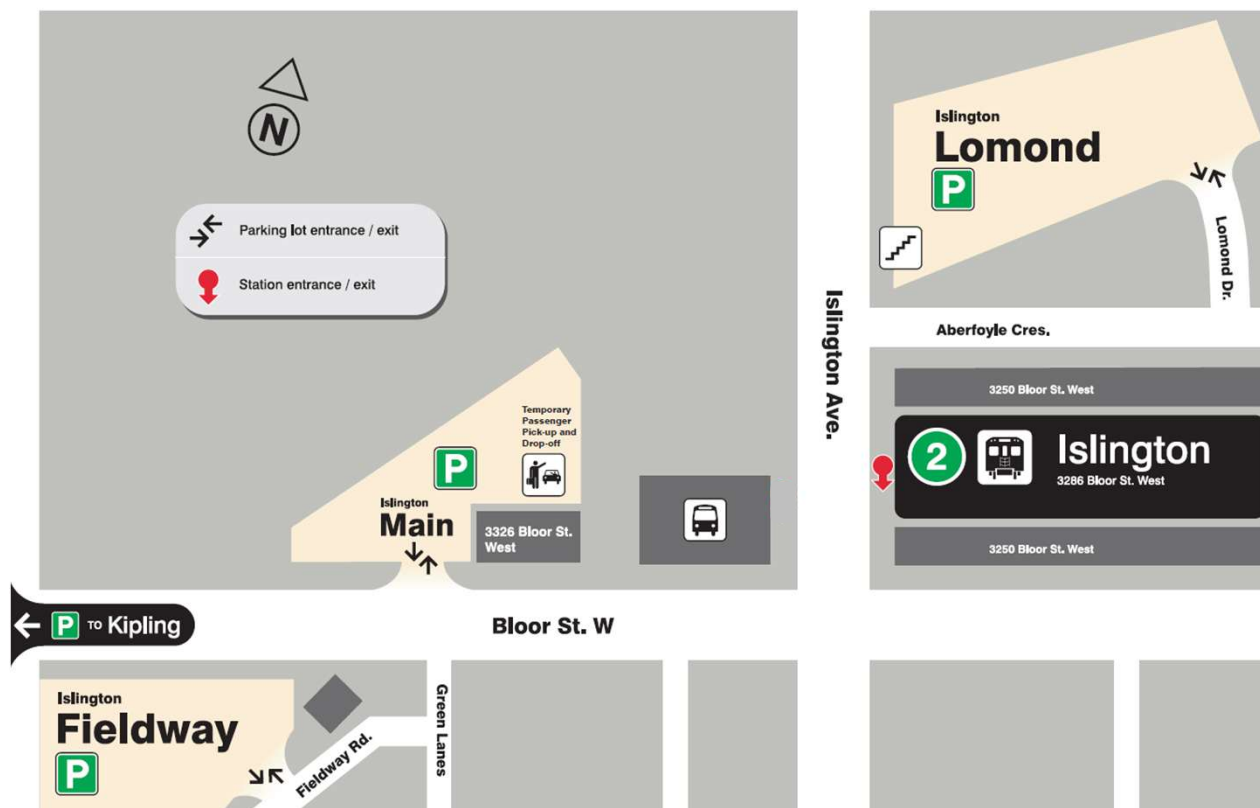 N
Parking lot entrance / exit
Station entrance / exit
Islington
Lomond
P
Lomond Dr.
Islington Ave.
Aberfoyle Cres.
3250 Bloor St. West
2
Islington
3286 Bloor St. West
3250 Bloor St. West
Temporary
Passenger
Pick-up and
Drop-off
P
Islington
Main
3326 Bloor St.
West
P TO Kipling
Bloor St. W
Islington
Fieldway
P
Fieldway Rd.
Green Lanes